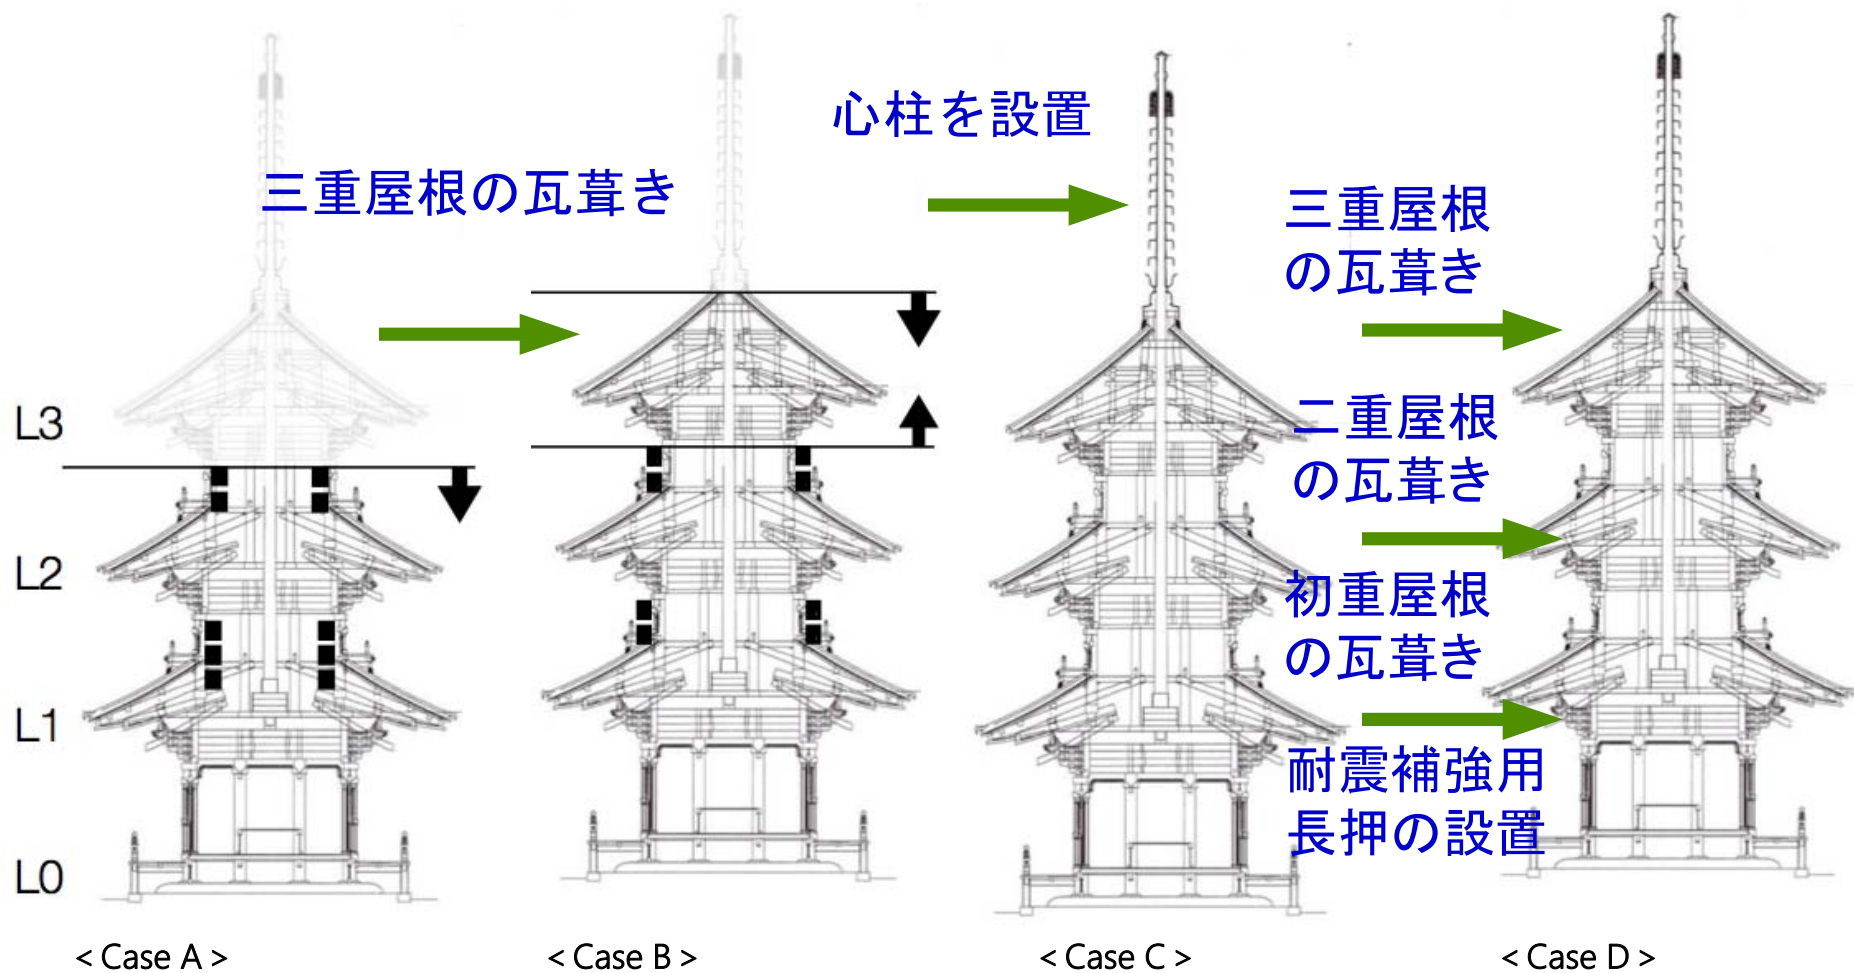 心柱を設置
三重屋根の瓦葺き
三重屋根
の瓦葺き
二重屋根
の瓦葺き
初重屋根
の瓦葺き
耐震補強用
長押の設置
L3
L2
L1
L0
< Case A >
< Case B >
< Case C >
< Case D >